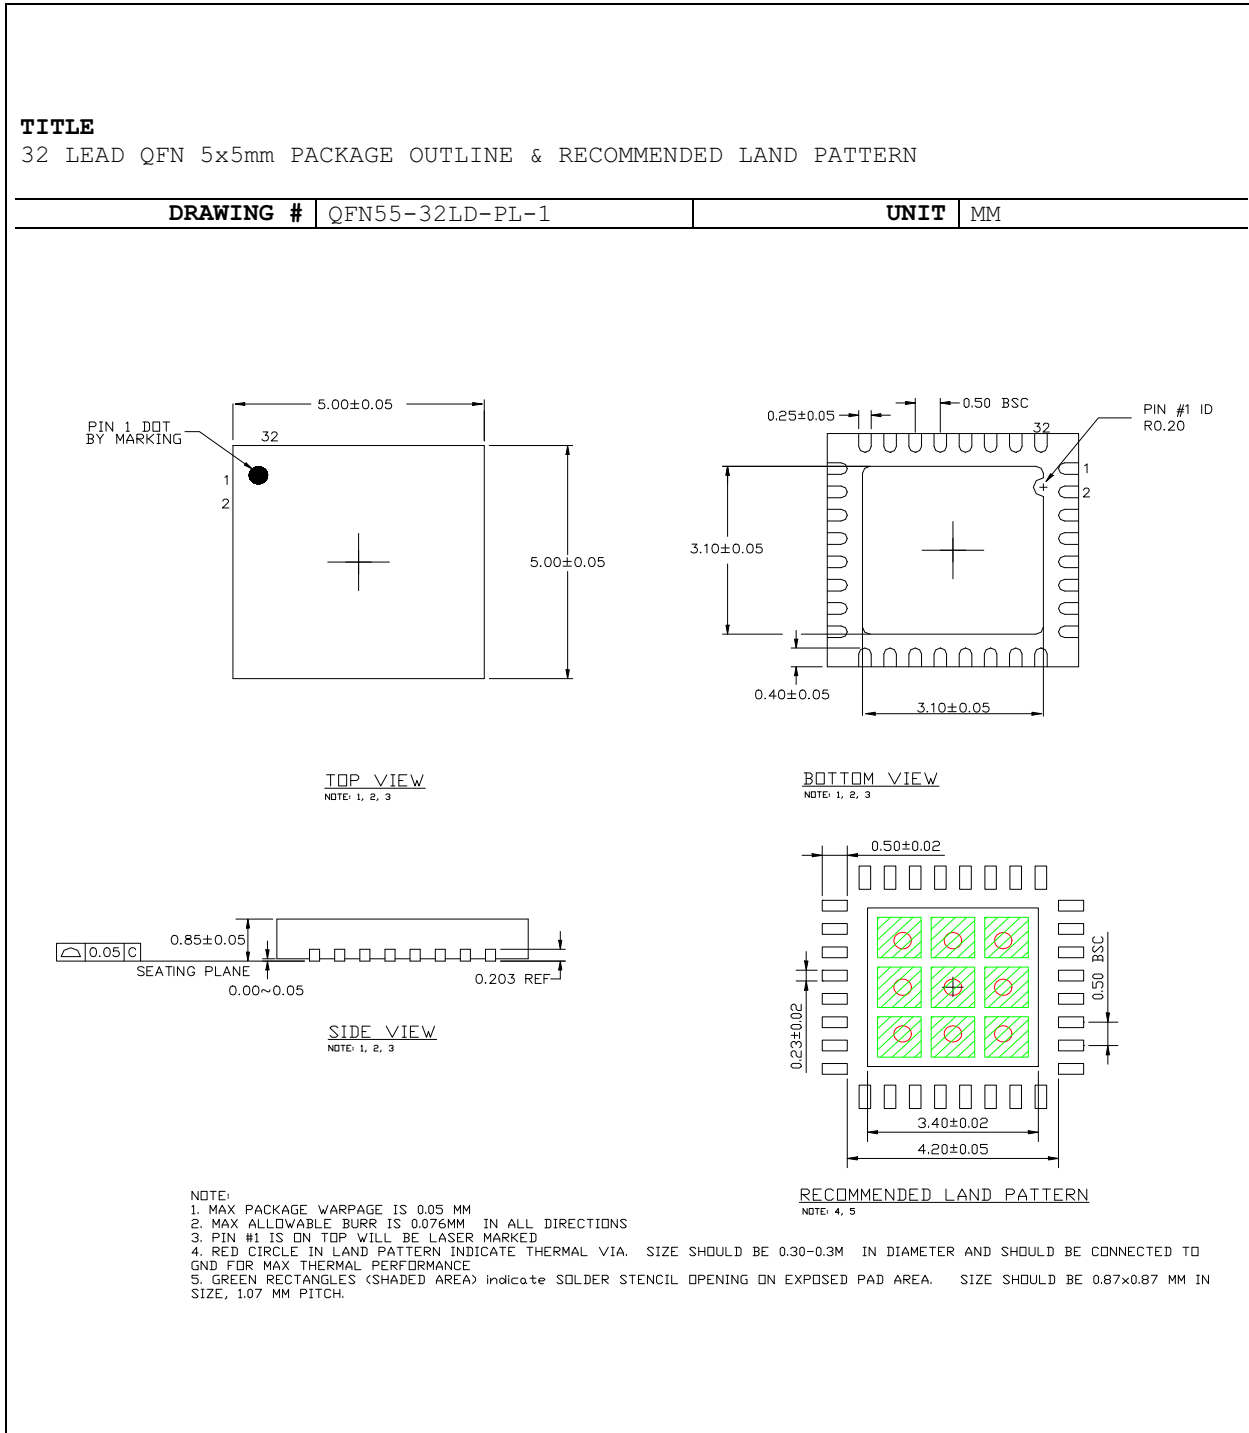 TITLE
32 LEAD QFN 5x5mm PACKAGE OUTLINE & RECOMMENDED LAND PATTERN
DRAWING # QFN55-32LD-PL-1 UNIT MM
5.00±0.05
PIN 1 DOT
BY MARKING
32
1
2
5.00±0.05
TOP VIEW
NOTE: 1, 2, 3
0.25±0.05
0.50 BSC
PIN #1 ID
R0.20
32
1
2
3.10±0.05
0.40±0.05
3.10±0.05
BOTTOM VIEW
NOTE: 1, 2, 3
0.85±0.05
0.05 C
SEATING PLANE
0.00~0.05
0.203 REF
SIDE VIEW
NOTE: 1, 2, 3
0.50±0.02
0.50 BSC
0.23±0.02
3.40±0.02
4.20±0.05
RECOMMENDED LAND PATTERN
NOTE: 4, 5
NOTE:
1. MAX PACKAGE WARPAGE IS 0.05 MM
2. MAX ALLOWABLE BURR IS 0.076MM IN ALL DIRECTIONS
3. PIN #1 IS ON TOP WILL BE LASER MARKED
4. RED CIRCLE IN LAND PATTERN INDICATE THERMAL VIA. SIZE SHOULD BE 0.30-0.3M IN DIAMETER AND SHOULD BE CONNECTED TO
GND FOR MAX THERMAL PERFORMANCE
5. GREEN RECTANGLES (SHADED AREA) indicate SOLDER STENCIL OPENING ON EXPOSED PAD AREA. SIZE SHOULD BE 0.87x0.87 MM IN
SIZE, 1.07 MM PITCH.